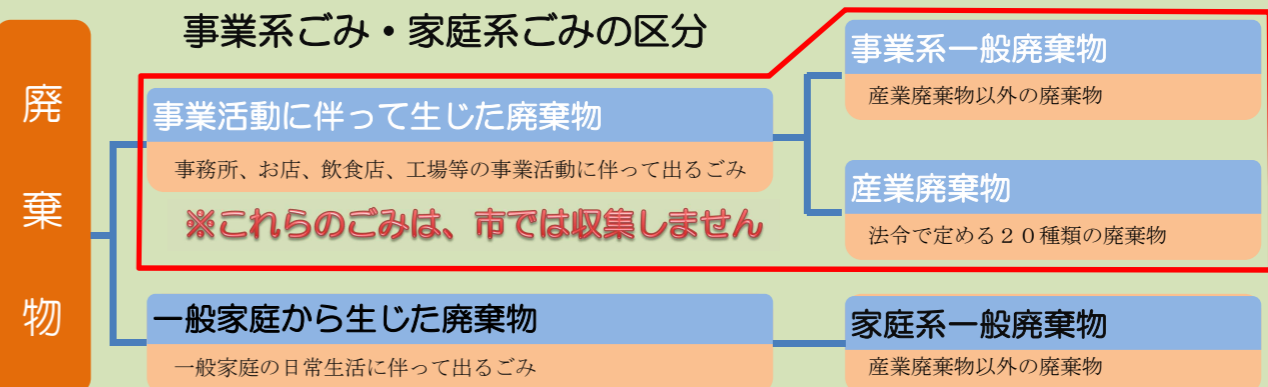 事業系ごみ・家庭系ごみの区分
廃棄物
事業活動に伴って生じた廃棄物
事務所、お店、飲食店、工場等の事業活動に伴って出るごみ
※これらのごみは、市では収集しません
事業系一般廃棄物
産業廃棄物以外の廃棄物
産業廃棄物
法令で定める２０種類の廃棄物
一般家庭から生じた廃棄物
一般家庭の日常生活に伴って出るごみ
家庭系一般廃棄物
産業廃棄物以外の廃棄物